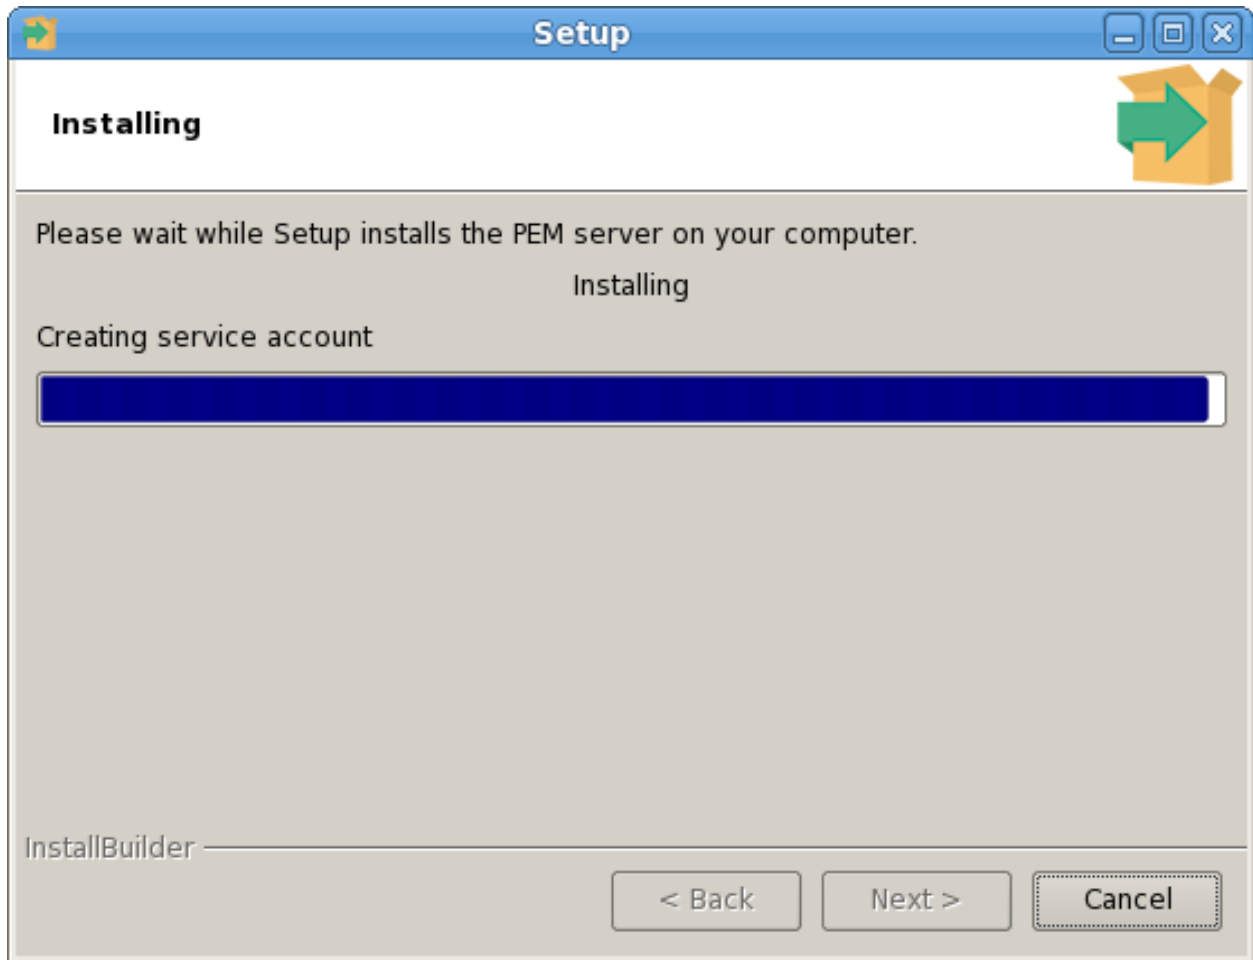 Setup
Installing
Please wait while Setup installs the PEM server on your computer.
Installing
Creating service account
InstallBuilder
< Back
Next >
Cancel